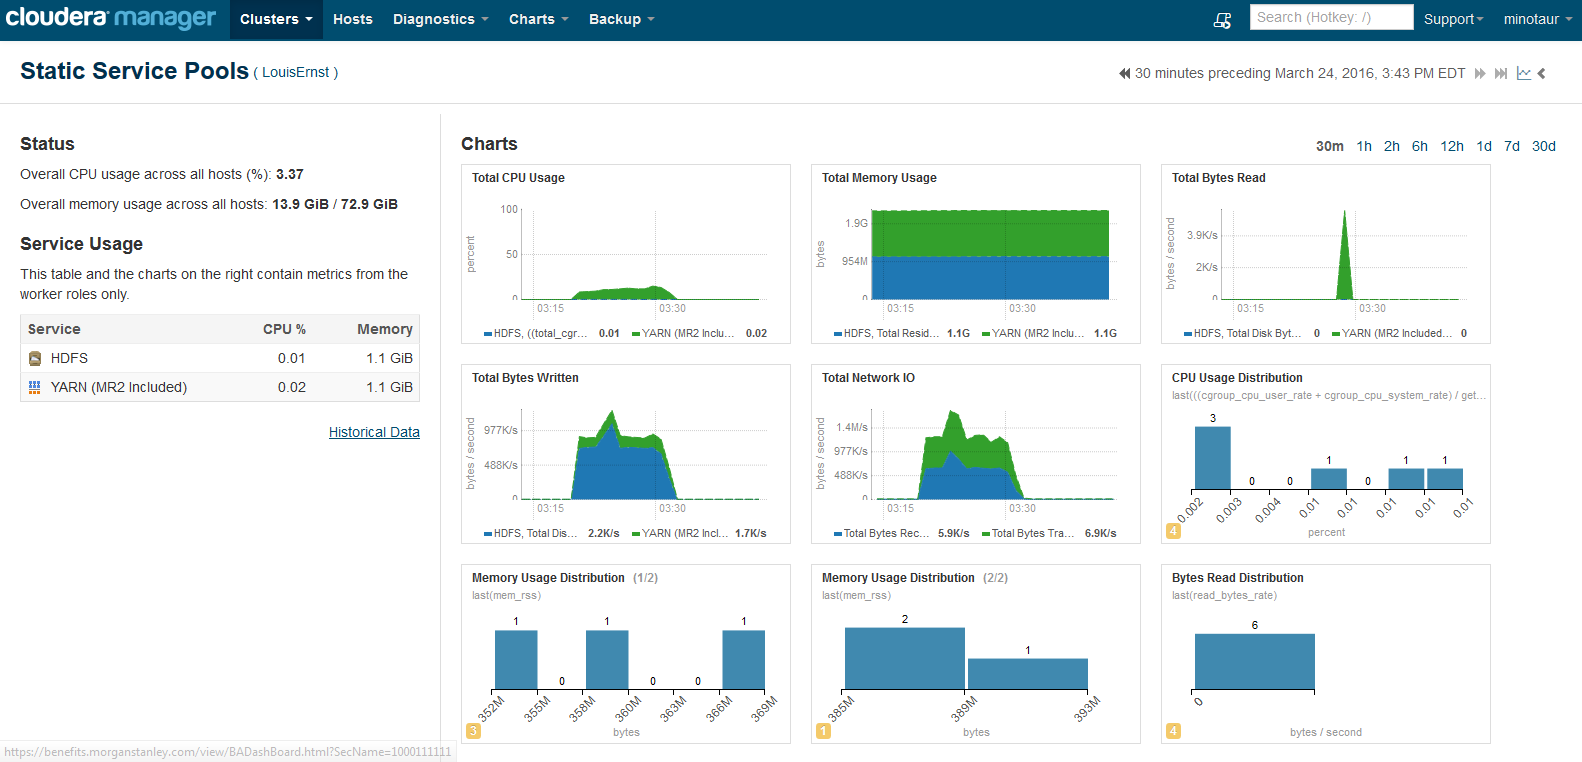 cloudera manager Clusters Hosts Diagnostics Charts Backup Search (Hotkey: /) Support minotaur
Static Service Pools ( LouisErnst ) 30 minutes preceding March 24, 2016, 3:43 PM EDT
Status
Overall CPU usage across all hosts (%): 3.37
Overall memory usage across all hosts: 13.9 GiB / 72.9 GiB
Service Usage
This table and the charts on the right contain metrics from the
worker roles only.
Service CPU % Memory
HDFS 0.01 1.1 GiB
YARN (MR2 Included) 0.02 1.1 GiB
Historical Data
Charts 30m 1h 2h 6h 12h 1d 7d 30d
Total CPU Usage
percent
100
50
0
03:15 03:30
HDFS, ((total_cgr... 0.01 YARN (MR2 Inclu... 0.02
Total Memory Usage
bytes
1.9G
954M
0
03:15 03:30
HDFS, Total Resid... 1.1G YARN (MR2 Inclu... 1.1G
Total Bytes Read
bytes / second
3.9K/s
2K/s
0
03:15 03:30
HDFS, Total Disk Byt... 0 YARN (MR2 Included... 0
Total Bytes Written
bytes / second
977K/s
488K/s
0
03:15 03:30
HDFS, Total Dis... 2.2K/s YARN (MR2 Inclu... 1.7K/s
Total Network IO
bytes / second
1.4M/s
977K/s
488K/s
0
03:15 03:30
Total Bytes Rec... 5.9K/s Total Bytes Tra... 6.9K/s
CPU Usage Distribution
last(((cgroup_cpu_user_rate + cgroup_cpu_system_rate) / get...
3 0 0 1 0 1 1
0.002 0.003 0.004 0.01 0.01 0.01 0.01 0.01
4 percent
Memory Usage Distribution (1/2)
last(mem_rss)
1 0 1 0 0 1
352M 355M 358M 360M 363M 366M 369M
3 bytes
Memory Usage Distribution (2/2)
last(mem_rss)
2 1
385M 389M 393M
1 bytes
Bytes Read Distribution
last(read_bytes_rate)
6
0
4 bytes / second
https://benefits.morganstanley.com/view/BADashBoard.html?SecName=1000111111